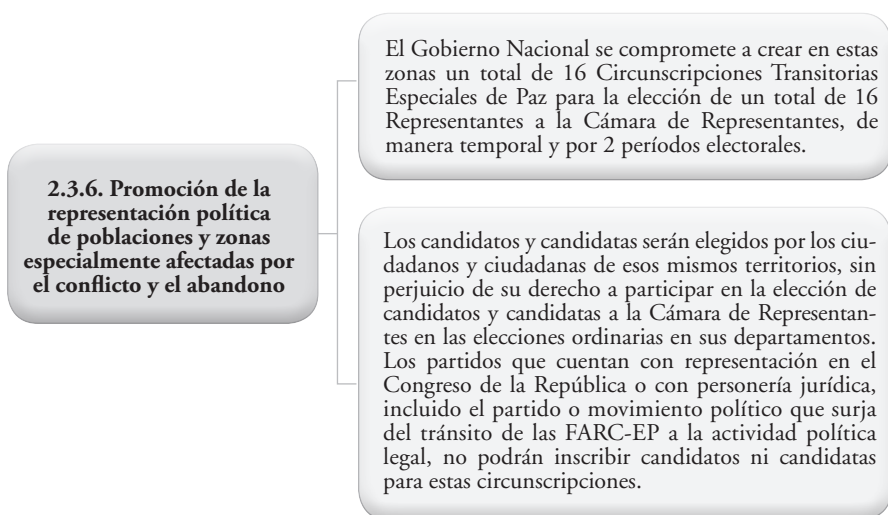 2.3.6. Promoción de la
representación política
de poblaciones y zonas
especialmente afectadas por
el conflicto y el abandono
El Gobierno Nacional se compromete a crear en estas
zonas un total de 16 Circunscripciones Transitorias
Especiales de Paz para la elección de un total de 16
Representantes a la Cámara de Representantes, de
manera temporal y por 2 períodos electorales.
Los candidatos y candidatas serán elegidos por los ciu-
dadanos y ciudadanas de esos mismos territorios, sin
perjuicio de su derecho a participar en la elección de
candidatos y candidatas a la Cámara de Representan-
tes en las elecciones ordinarias en sus departamentos.
Los partidos que cuentan con representación en el
Congreso de la República o con personería jurídica,
incluido el partido o movimiento político que surja
del tránsito de las FARC-EP a la actividad política
legal, no podrán inscribir candidatos ni candidatas
para estas circunscripciones.